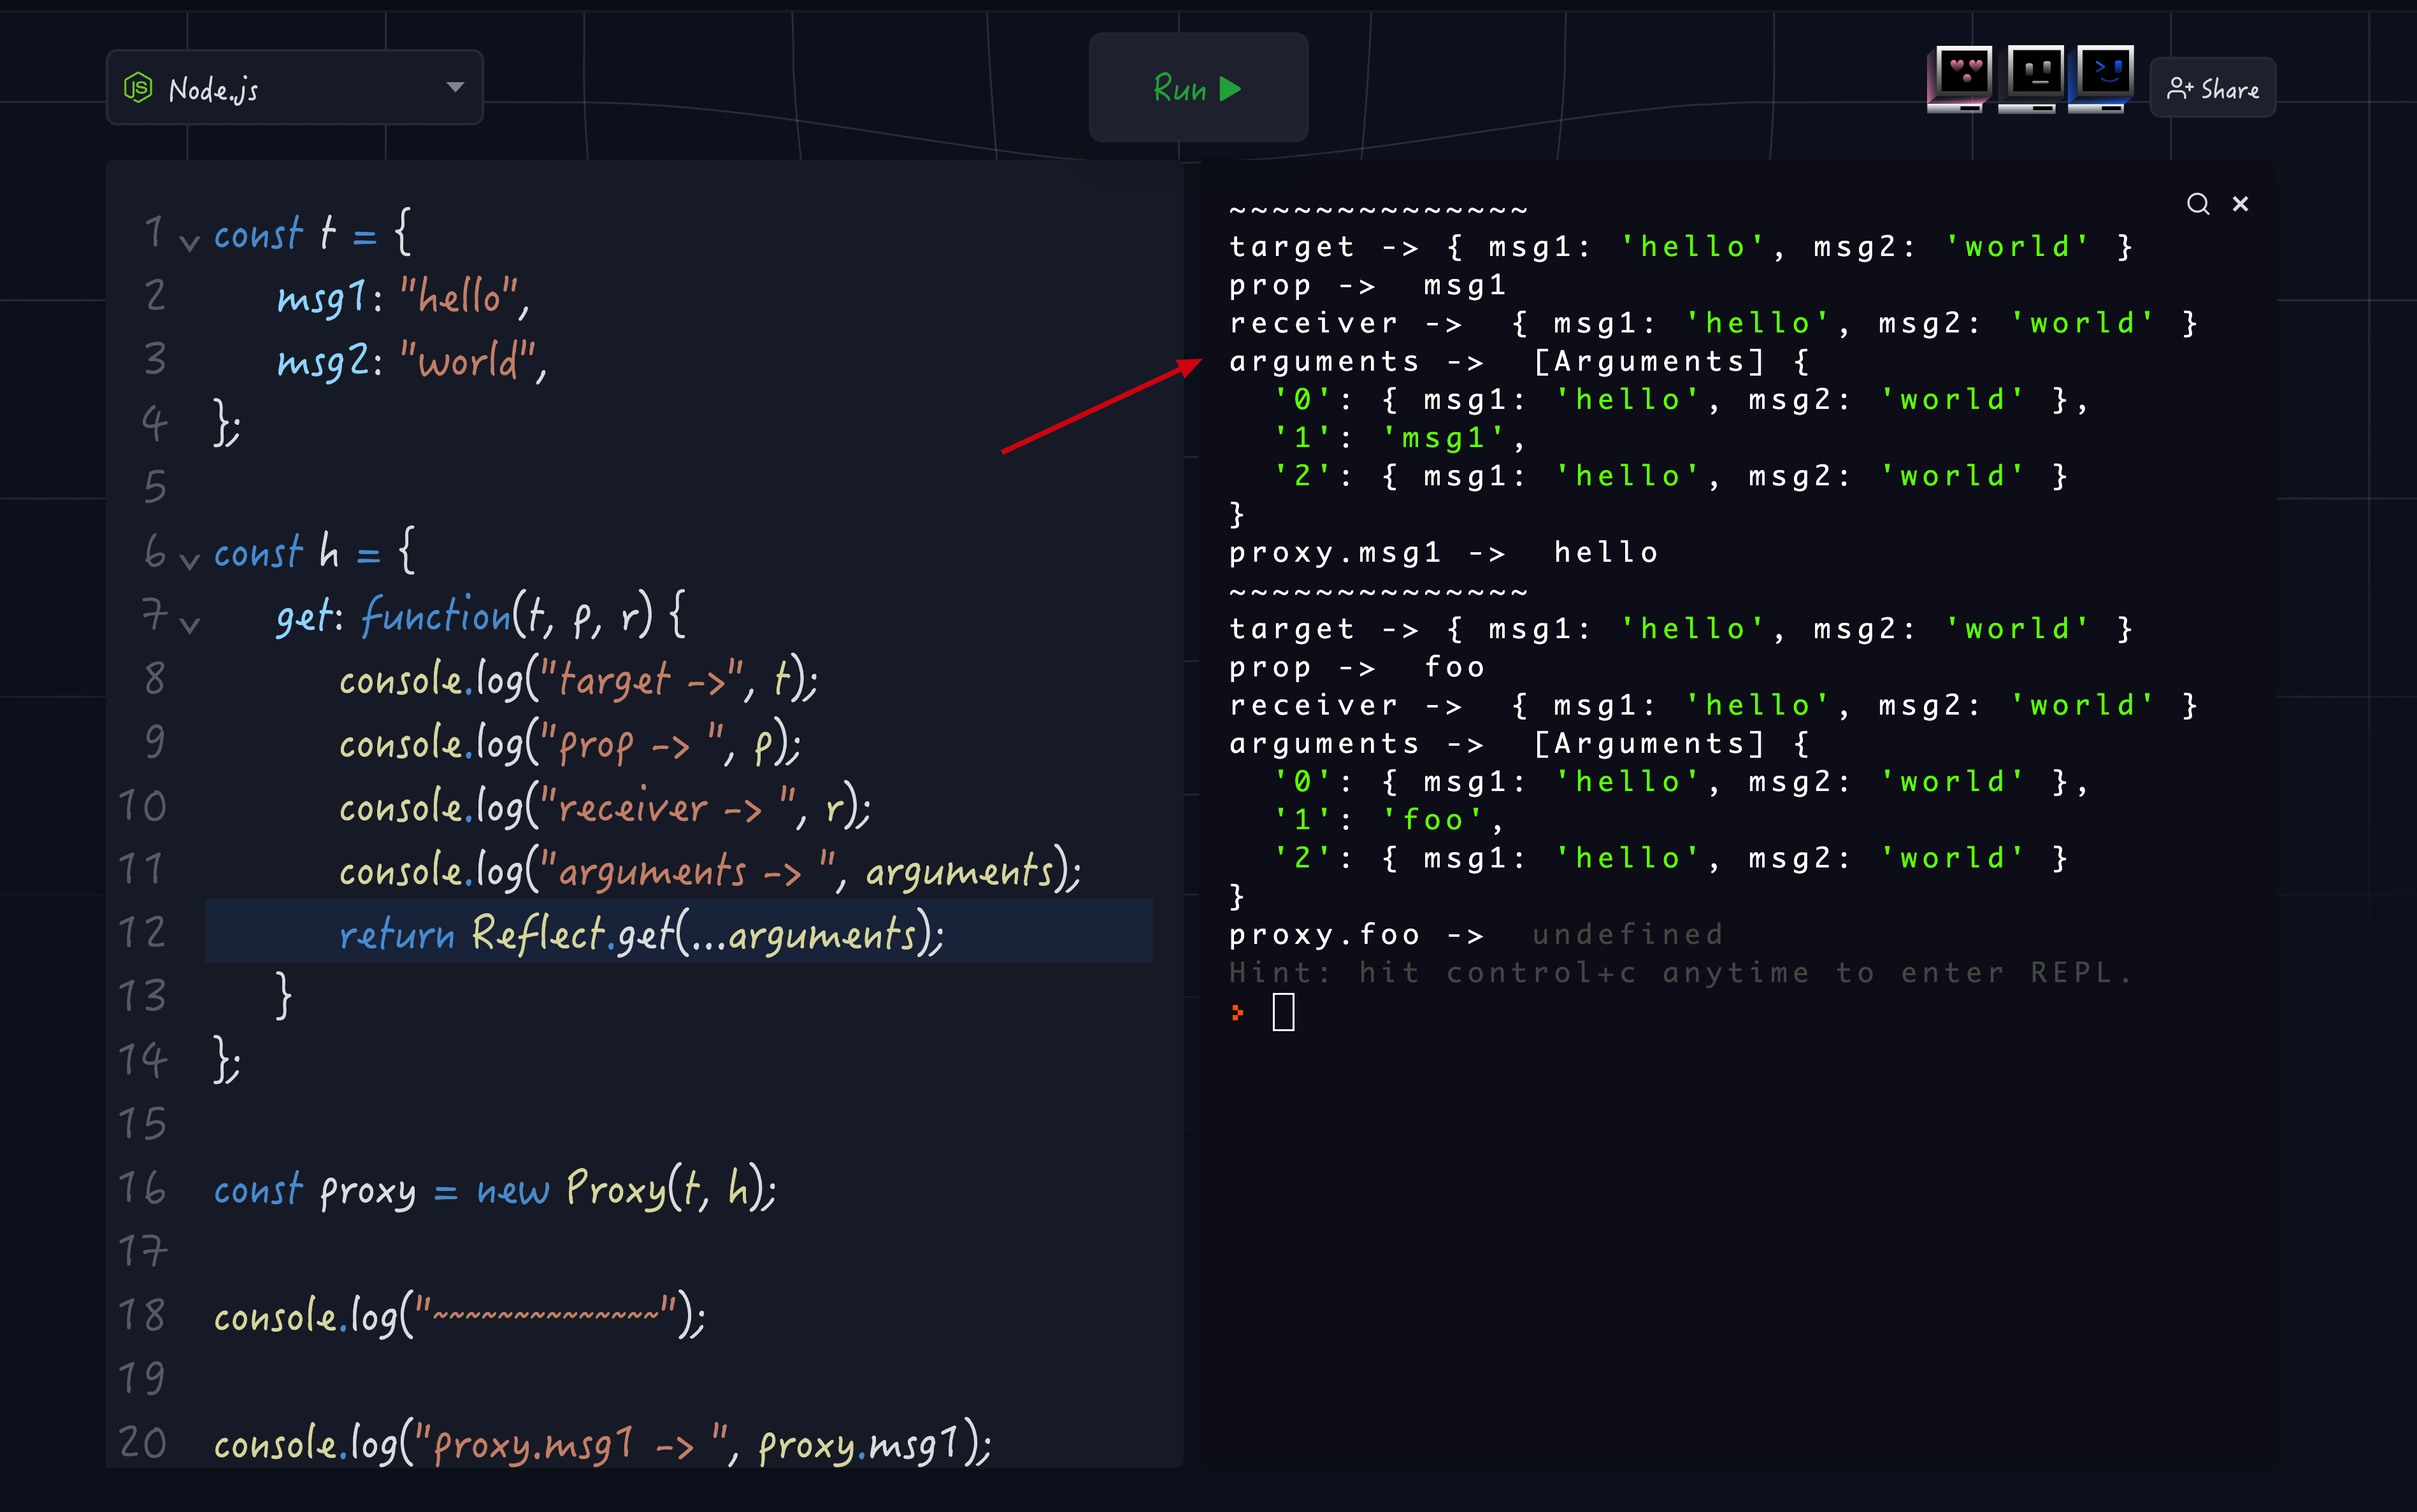 Node.js
Run
Share
1 const t = {
2 msg1: "hello",
3 msg2: "world",
4 };
5
6 const h = {
7 get: function(t, p, r) {
8 console.log("target ->", t);
9 console.log("prop -> ", p);
10 console.log("receiver -> ", r);
11 console.log("arguments -> ", arguments);
12 return Reflect.get(...arguments);
13 }
14 };
15
16 const proxy = new Proxy(t, h);
17
18 console.log("~~~~~~~~~~~~~~");
19
20 console.log("proxy.msg1 -> ", proxy.msg1);
~~~~~~~~~~~~~~
target -> { msg1: 'hello', msg2: 'world' }
prop ->  msg1
receiver ->  { msg1: 'hello', msg2: 'world' }
arguments ->  [Arguments] {
'0': { msg1: 'hello', msg2: 'world' },
'1': 'msg1',
'2': { msg1: 'hello', msg2: 'world' }
}
proxy.msg1 ->  hello
~~~~~~~~~~~~~~
target -> { msg1: 'hello', msg2: 'world' }
prop ->  foo
receiver ->  { msg1: 'hello', msg2: 'world' }
arguments ->  [Arguments] {
'0': { msg1: 'hello', msg2: 'world' },
'1': 'foo',
'2': { msg1: 'hello', msg2: 'world' }
}
proxy.foo ->  undefined
Hint: hit control+c anytime to enter REPL.